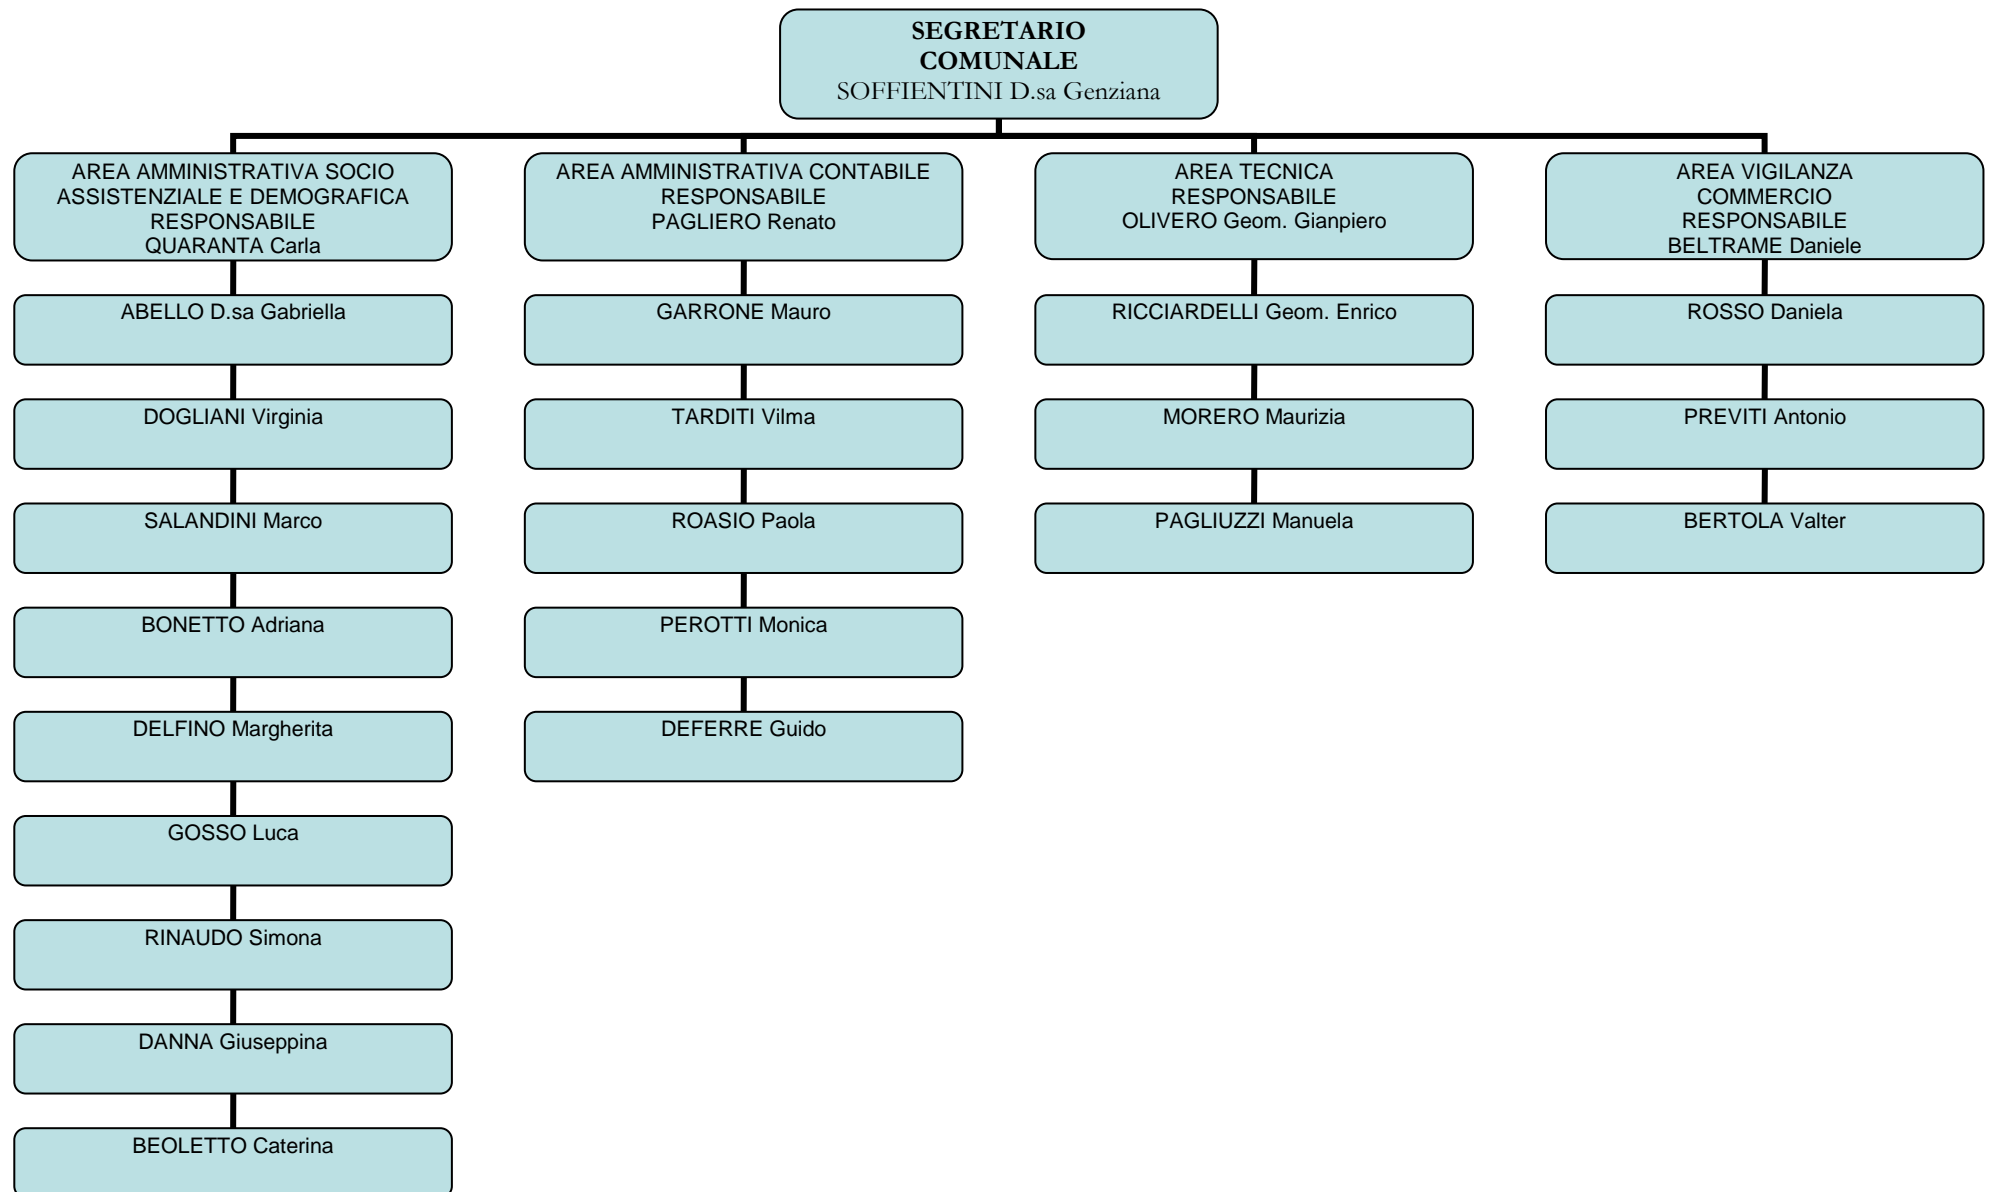 SEGRETARIO
COMUNALE
SOFFIENTINI D.sa Genziana
AREA AMMINISTRATIVA SOCIO
ASSISTENZIALE E DEMOGRAFICA
RESPONSABILE
QUARANTA Carla
ABELLO D.sa Gabriella
DOGLIANI Virginia
SALANDINI Marco
BONETTO Adriana
DELFINO Margherita
GOSSO Luca
RINAUDO Simona
DANNA Giuseppina
BEOLETTO Caterina
AREA AMMINISTRATIVA CONTABILE
RESPONSABILE
PAGLIERO Renato
GARRONE Mauro
TARDITI Vilma
ROASIO Paola
PEROTTI Monica
DEFERRE Guido
AREA TECNICA
RESPONSABILE
OLIVERO Geom. Gianpiero
RICCIARDELLI Geom. Enrico
MORERO Maurizia
PAGLIUZZI Manuela
AREA VIGILANZA
COMMERCIO
RESPONSABILE
BELTRAME Daniele
ROSSO Daniela
PREVITI Antonio
BERTOLA Valter